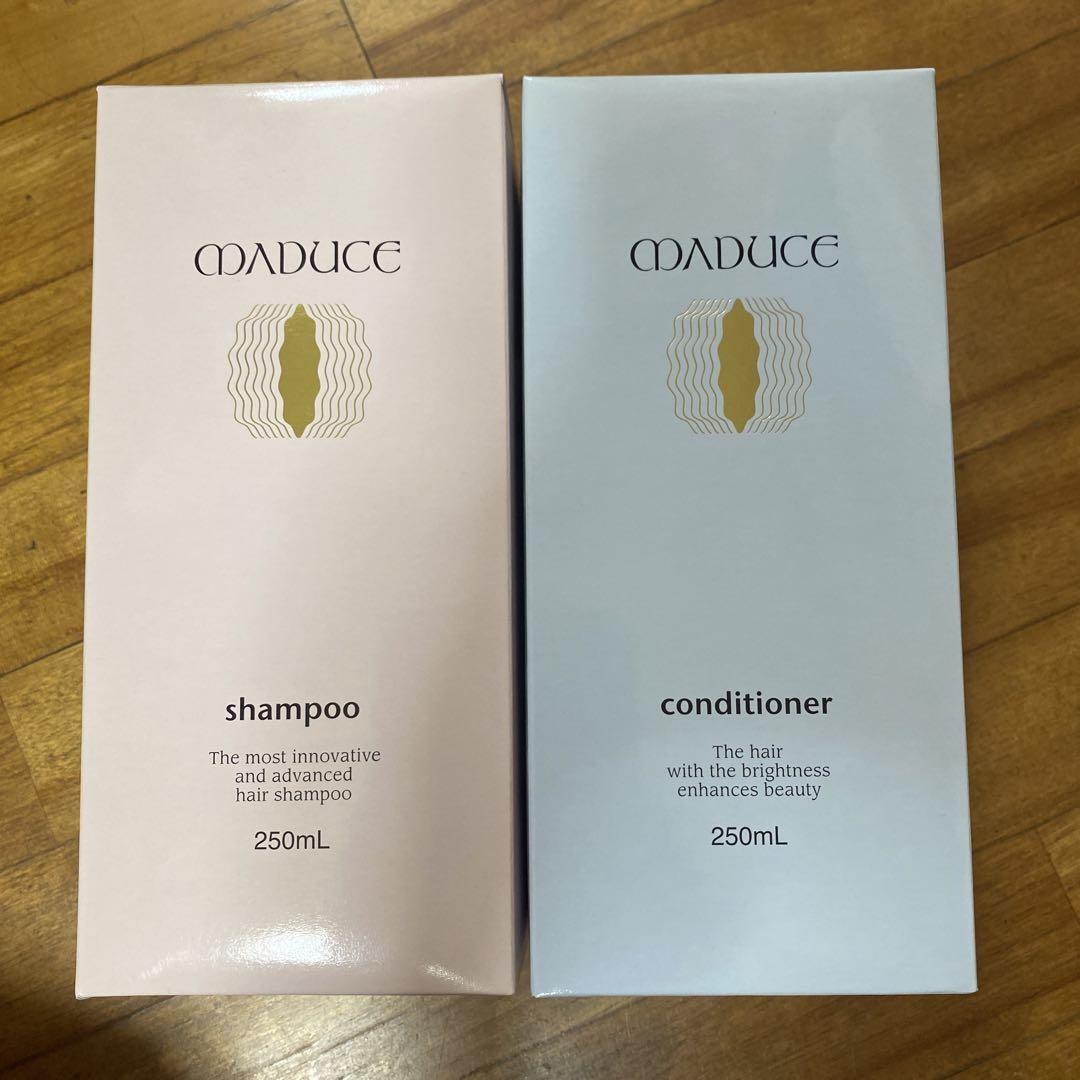 MADUCE
shampoo
The most innovative
and advanced
hair shampoo
250mL
MADUCE
conditioner
The hair
with the brightness
enhances beauty
250mL